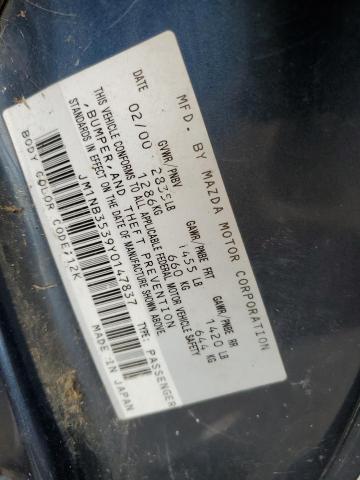 MFD. BY MAZDA MOTOR CORPORATION
DATE GVWR/PNBV GAWR/PNBE FRT GAWR/PNBE RR
02/00 2835LB 1455 LB 1420 LB
1286KG 660 KG 644 KG
THIS VEHICLE CONFORMS TO ALL APPLICABLE FEDERAL MOTOR VEHICLE SAFETY
,BUMPER, AND THEFT PREVENTION
STANDARDS IN EFFECT ON THE DATE OF MANUFACTURE SHOWN ABOVE
JM1NB3539Y0147837 TYPE: PASSENGER
BODY COLOR CODE;12K MADE IN JAPAN